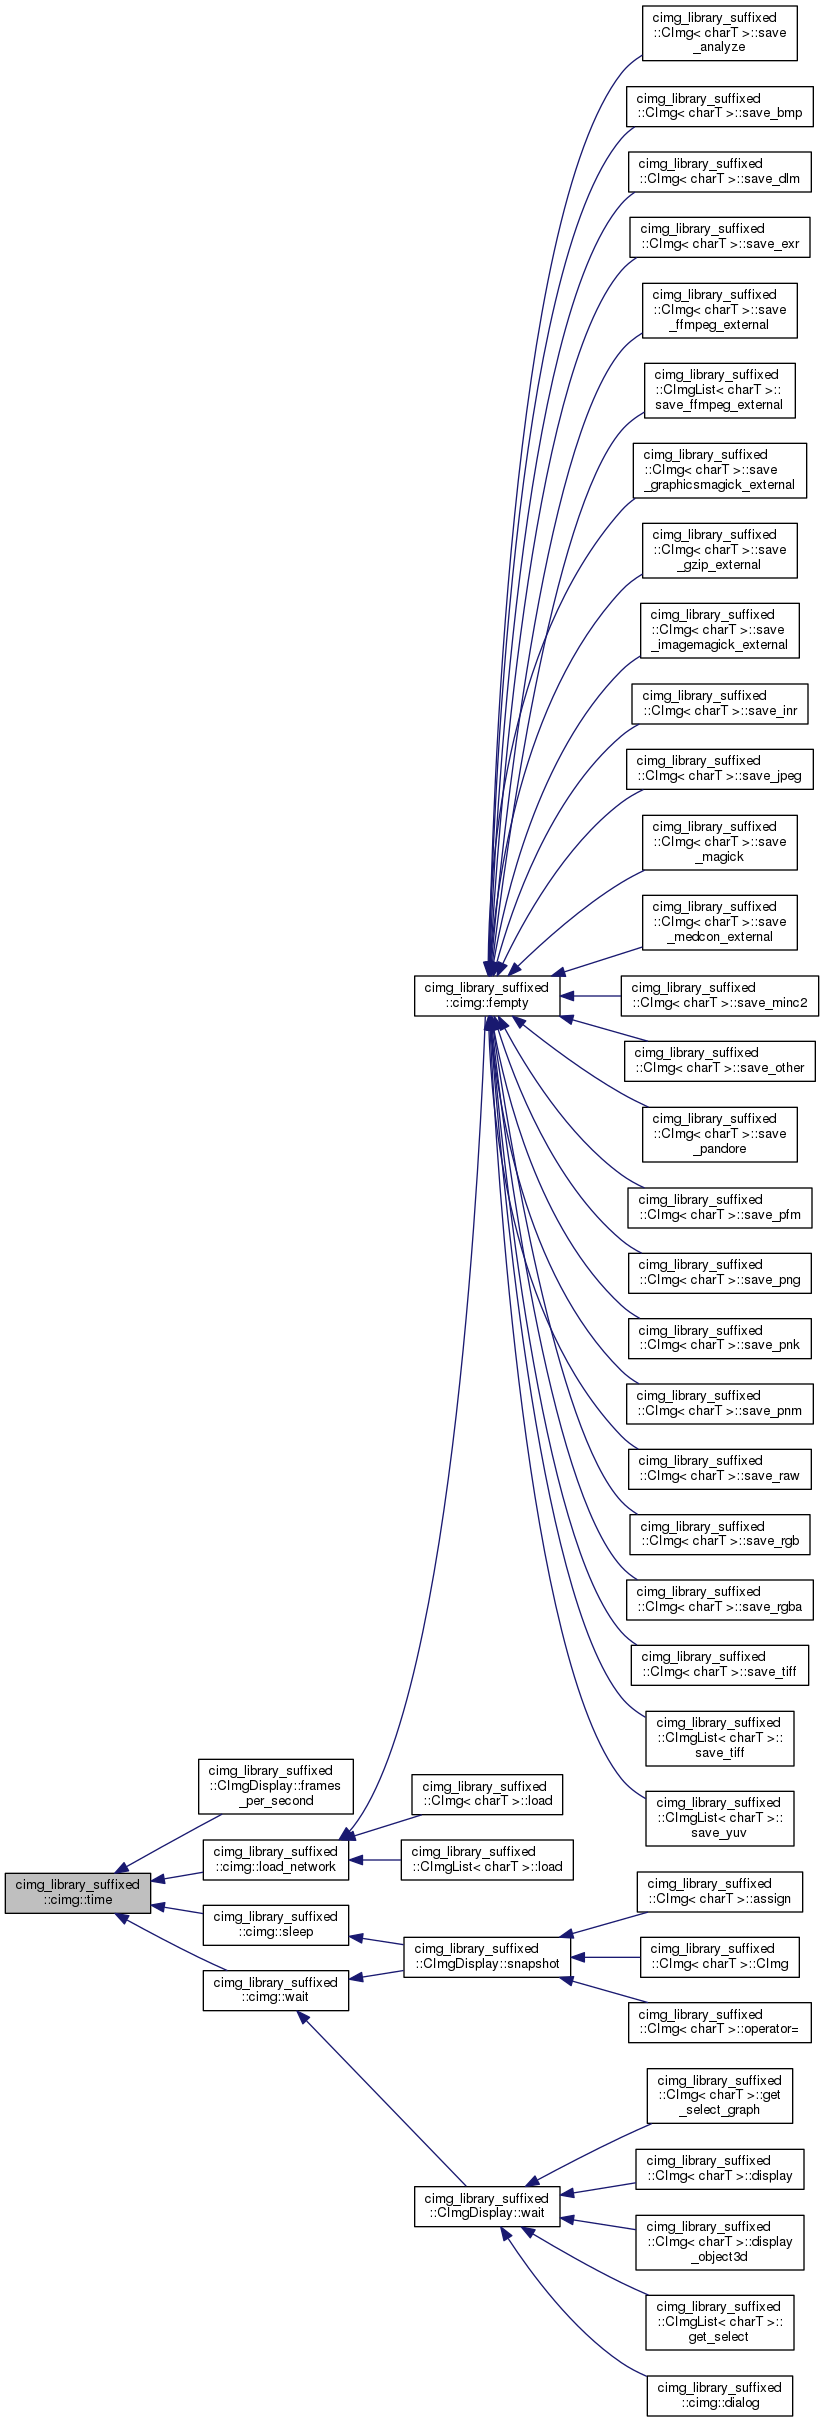 cimg_library_suffixed
::CImg< charT >::save
_analyze
cimg_library_suffixed
::CImg< charT >::save_bmp
cimg_library_suffixed
::CImg< charT >::save_dlm
cimg_library_suffixed
::CImg< charT >::save_exr
cimg_library_suffixed
::CImg< charT >::save
_ffmpeg_external
cimg_library_suffixed
::CImgList< charT >::
save_ffmpeg_external
cimg_library_suffixed
::CImg< charT >::save
_graphicsmagick_external
cimg_library_suffixed
::CImg< charT >::save
_gzip_external
cimg_library_suffixed
::CImg< charT >::save
_imagemagick_external
cimg_library_suffixed
::CImg< charT >::save_inr
cimg_library_suffixed
::CImg< charT >::save_jpeg
cimg_library_suffixed
::CImg< charT >::save
_magick
cimg_library_suffixed
::CImg< charT >::save
_medcon_external
cimg_library_suffixed
::cimg::fempty
cimg_library_suffixed
::CImg< charT >::save_minc2
cimg_library_suffixed
::CImg< charT >::save_other
cimg_library_suffixed
::CImg< charT >::save
_pandore
cimg_library_suffixed
::CImg< charT >::save_pfm
cimg_library_suffixed
::CImg< charT >::save_png
cimg_library_suffixed
::CImg< charT >::save_pnk
cimg_library_suffixed
::CImg< charT >::save_pnm
cimg_library_suffixed
::CImg< charT >::save_raw
cimg_library_suffixed
::CImg< charT >::save_rgb
cimg_library_suffixed
::CImg< charT >::save_rgba
cimg_library_suffixed
::CImg< charT >::save_tiff
cimg_library_suffixed
::CImgList< charT >::
save_tiff
cimg_library_suffixed
::CImgList< charT >::
save_yuv
cimg_library_suffixed
::CImgDisplay::frames
_per_second
cimg_library_suffixed
::CImg< charT >::load
cimg_library_suffixed
::cimg::load_network
cimg_library_suffixed
::CImgList< charT >::load
cimg_library_suffixed
::cimg::time
cimg_library_suffixed
::cimg::sleep
cimg_library_suffixed
::CImg< charT >::assign
cimg_library_suffixed
::CImgDisplay::snapshot
cimg_library_suffixed
::CImg< charT >::CImg
cimg_library_suffixed
::cimg::wait
cimg_library_suffixed
::CImg< charT >::operator=
cimg_library_suffixed
::CImg< charT >::get
_select_graph
cimg_library_suffixed
::CImg< charT >::display
cimg_library_suffixed
::CImgDisplay::wait
cimg_library_suffixed
::CImg< charT >::display
_object3d
cimg_library_suffixed
::CImgList< charT >::
get_select
cimg_library_suffixed
::cimg::dialog